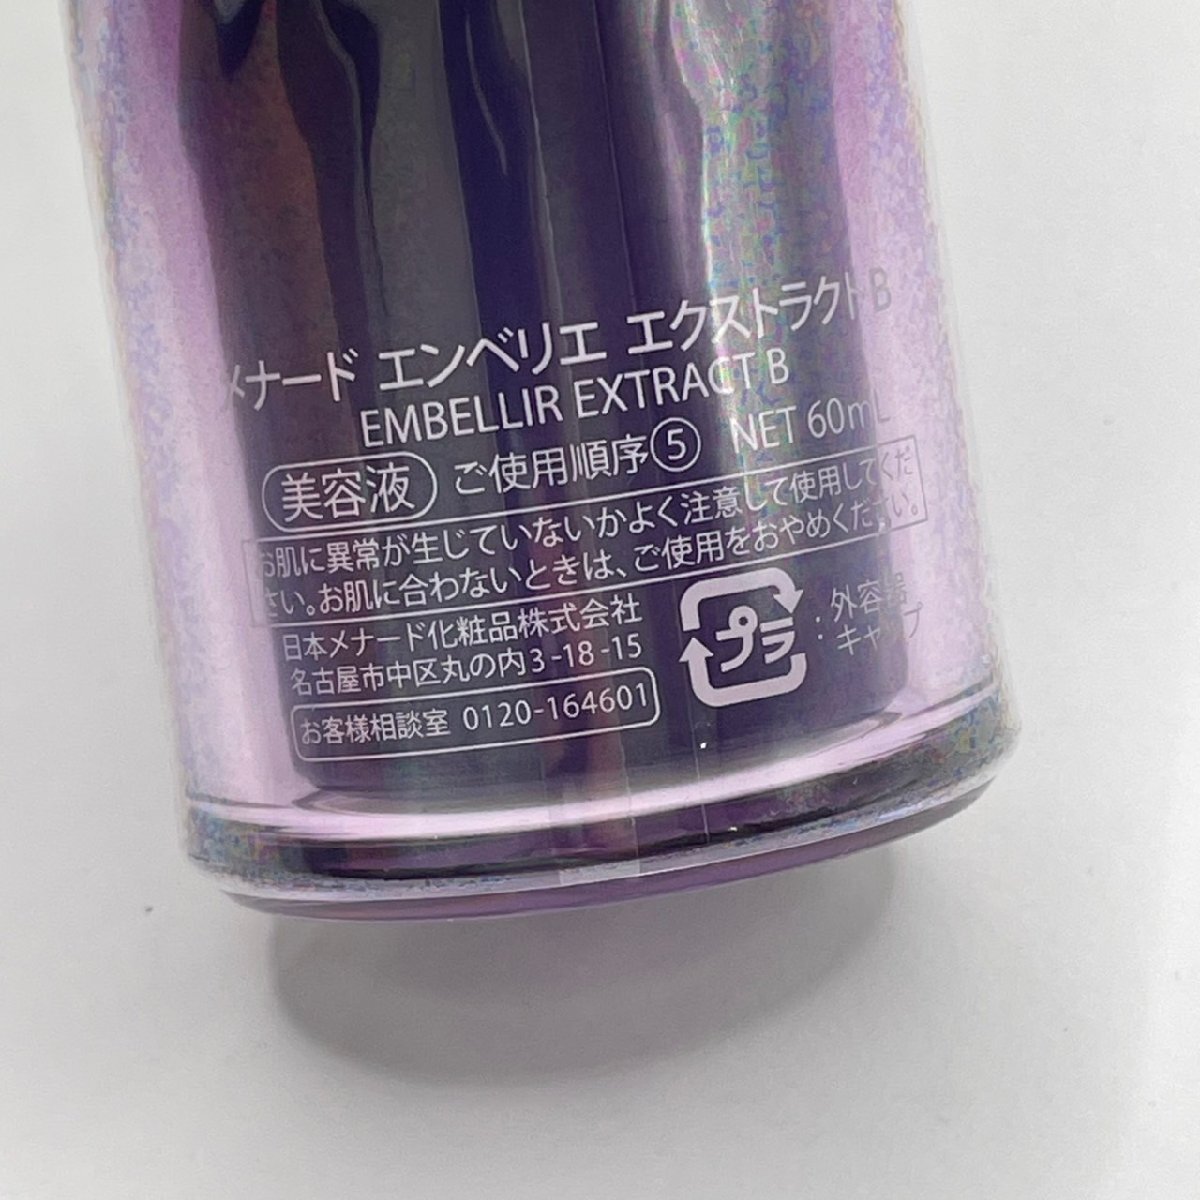 メナード エンベリエ エクストラクト B
EMBELLIR EXTRACT B
美容液 ご使用順序⑤ NET 60mL
お肌に異常が生じていないかよく注意して使用してくだ
さい。お肌に合わないときは、ご使用をおやめください。
日本メナード化粧品株式会社
名古屋市中区丸の内3-18-15
お客様相談室 0120-164601
プラ : 外容器
キャップ